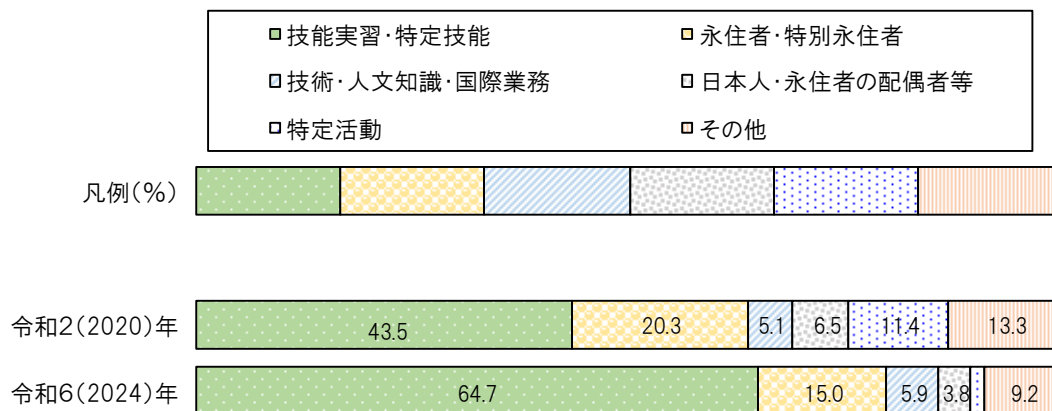 技能実習・特定技能 永住者・特別永住者
技術・人文知識・国際業務 日本人・永住者の配偶者等
特定活動 その他
凡例(%)
令和2(2020)年 43.5 20.3 5.1 6.5 11.4 13.3
令和6(2024)年 64.7 15.0 5.9 3.8 9.2